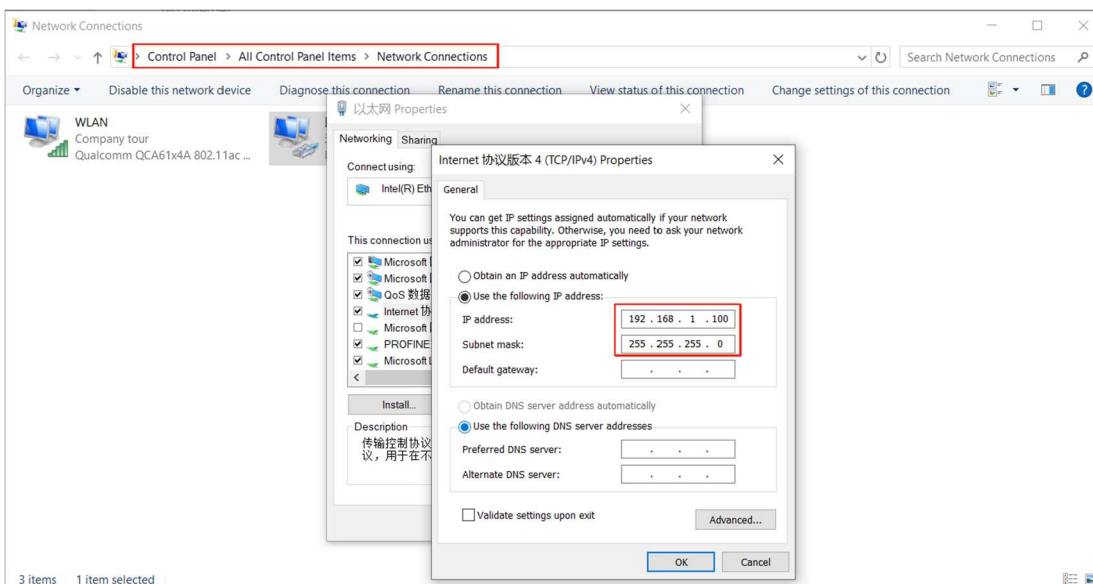 Network Connections
Control Panel > All Control Panel Items > Network Connections
Search Network Connections
Organize
Disable this network device
Diagnose this connection
Rename this connection
View status of this connection
Change settings of this connection
WLAN
Company tour
Qualcomm QCA61x4A 802.11ac ...
以太网 Properties
Networking
Sharing
Connect using:
Intel(R) Eth
This connection us
Microsoft
Microsoft
QoS 数据
Internet 协
Microsoft
PROFINE
Microsoft L
Install...
Description
传输控制协议
议，用于在不
Internet 协议版本 4 (TCP/IPv4) Properties
General
You can get IP settings assigned automatically if your network
supports this capability. Otherwise, you need to ask your network
administrator for the appropriate IP settings.
Obtain an IP address automatically
Use the following IP address:
IP address:
192 . 168 . 1 . 100
Subnet mask:
255 . 255 . 255 . 0
Default gateway:
. . .
Obtain DNS server address automatically
Use the following DNS server addresses
Preferred DNS server:
. . .
Alternate DNS server:
. . .
Validate settings upon exit
Advanced...
OK
Cancel
3 items
1 item selected